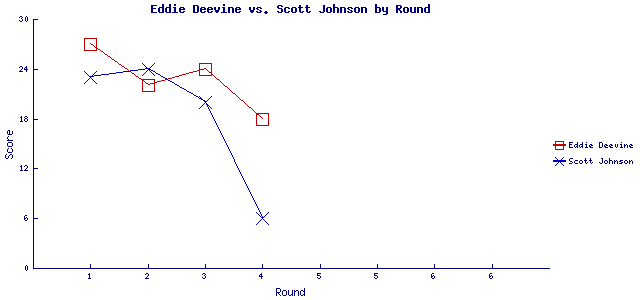 Eddie Deevine vs. Scott Johnson by Round
30
24
18
12
6
0
Score
1 2 3 4 5 5 6 6
Round
Eddie Deevine
Scott Johnson